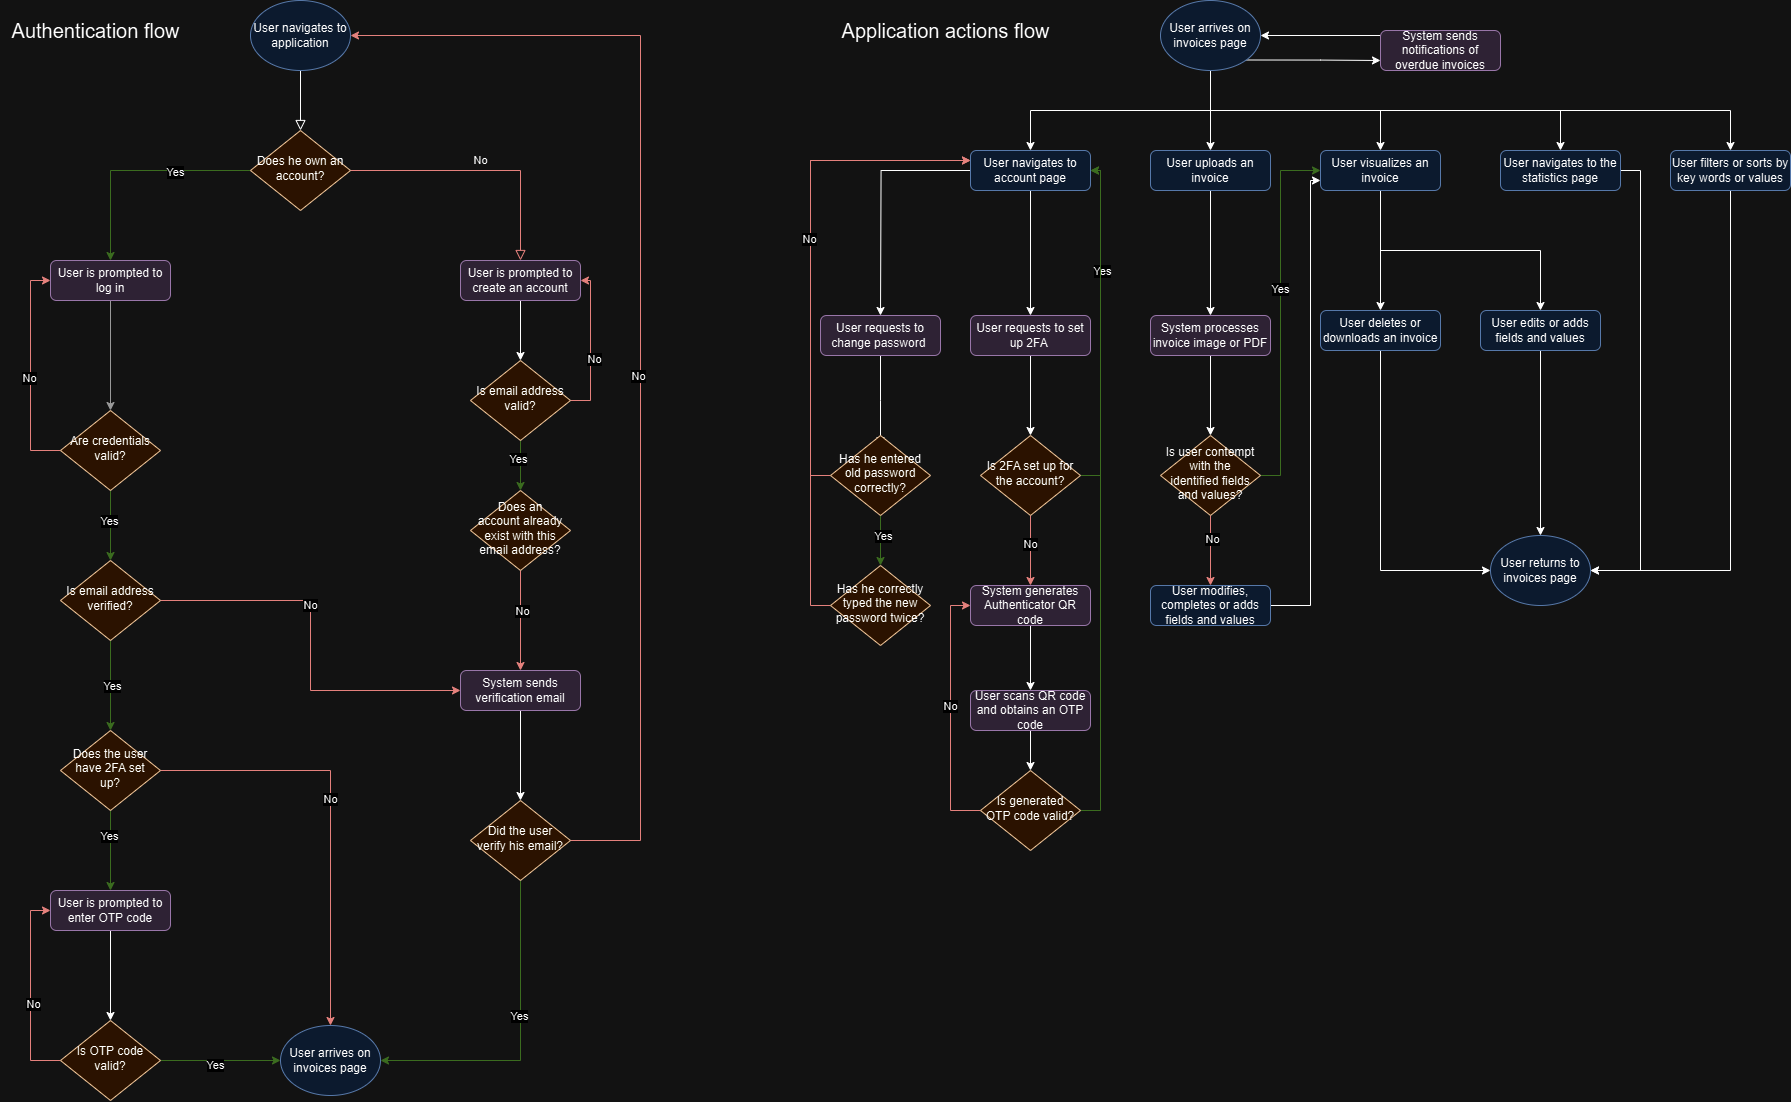 Authentication flow
User navigates to
application
Does he own an
account?
Yes
No
User is prompted to
log in
User is prompted to
create an account
No
Are credentials
valid?
Is email address
valid?
No
No
Yes
Yes
Does an
account already
exist with this
email address?
Is email address
verified?
No
No
Yes
System sends
verification email
Does the user
have 2FA set
up?
No
Yes
Did the user
verify his email?
User is prompted to
enter OTP code
No
Yes
Is OTP code
valid?
Yes
User arrives on
invoices page
Application actions flow
User arrives on
invoices page
System sends
notifications of
overdue invoices
User navigates to
account page
User uploads an
invoice
User visualizes an
invoice
User navigates to the
statistics page
User filters or sorts by
key words or values
No
Yes
Yes
User requests to
change password
User requests to set
up 2FA
System processes
invoice image or PDF
User deletes or
downloads an invoice
User edits or adds
fields and values
Has he entered
old password
correctly?
Is 2FA set up for
the account?
Is user contempt
with the
identified fields
and values?
Yes
No
No
User returns to
invoices page
Has he correctly
typed the new
password twice?
System generates
Authenticator QR
code
User modifies,
completes or adds
fields and values
No
User scans QR code
and obtains an OTP
code
Is generated
OTP code valid?